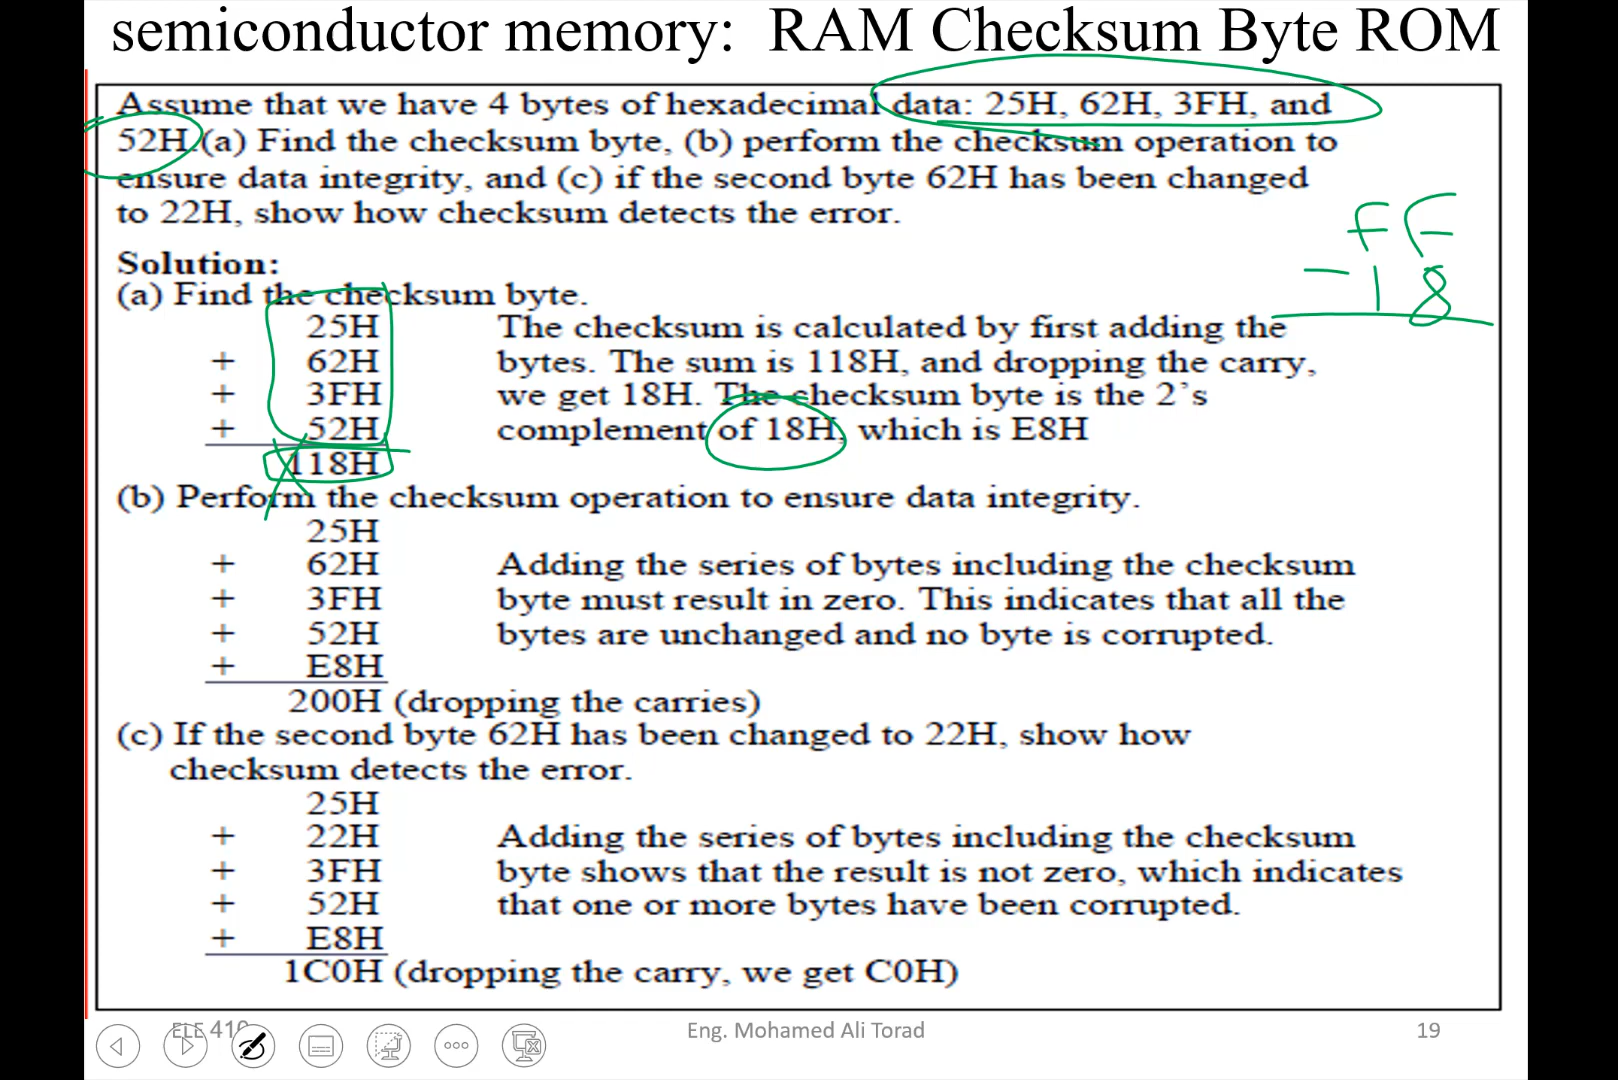 semiconductor memory: RAM Checksum Byte ROM
Assume that we have 4 bytes of hexadecimal data: 25H, 62H, 3FH, and
52H.(a) Find the checksum byte, (b) perform the checksum operation to
ensure data integrity, and (c) if the second byte 62H has been changed
to 22H, show how checksum detects the error.
FF
-18
Solution:
(a) Find the checksum byte.
25H The checksum is calculated by first adding the
+ 62H bytes. The sum is 118H, and dropping the carry,
+ 3FH we get 18H. The checksum byte is the 2's
+ 52H complement of 18H, which is E8H
118H
(b) Perform the checksum operation to ensure data integrity.
25H
+ 62H Adding the series of bytes including the checksum
+ 3FH byte must result in zero. This indicates that all the
+ 52H bytes are unchanged and no byte is corrupted.
+ E8H
200H (dropping the carries)
(c) If the second byte 62H has been changed to 22H, show how
checksum detects the error.
25H
+ 22H Adding the series of bytes including the checksum
+ 3FH byte shows that the result is not zero, which indicates
+ 52H that one or more bytes have been corrupted.
+ E8H
1C0H (dropping the carry, we get C0H)
ELE 410 Eng. Mohamed Ali Torad 19